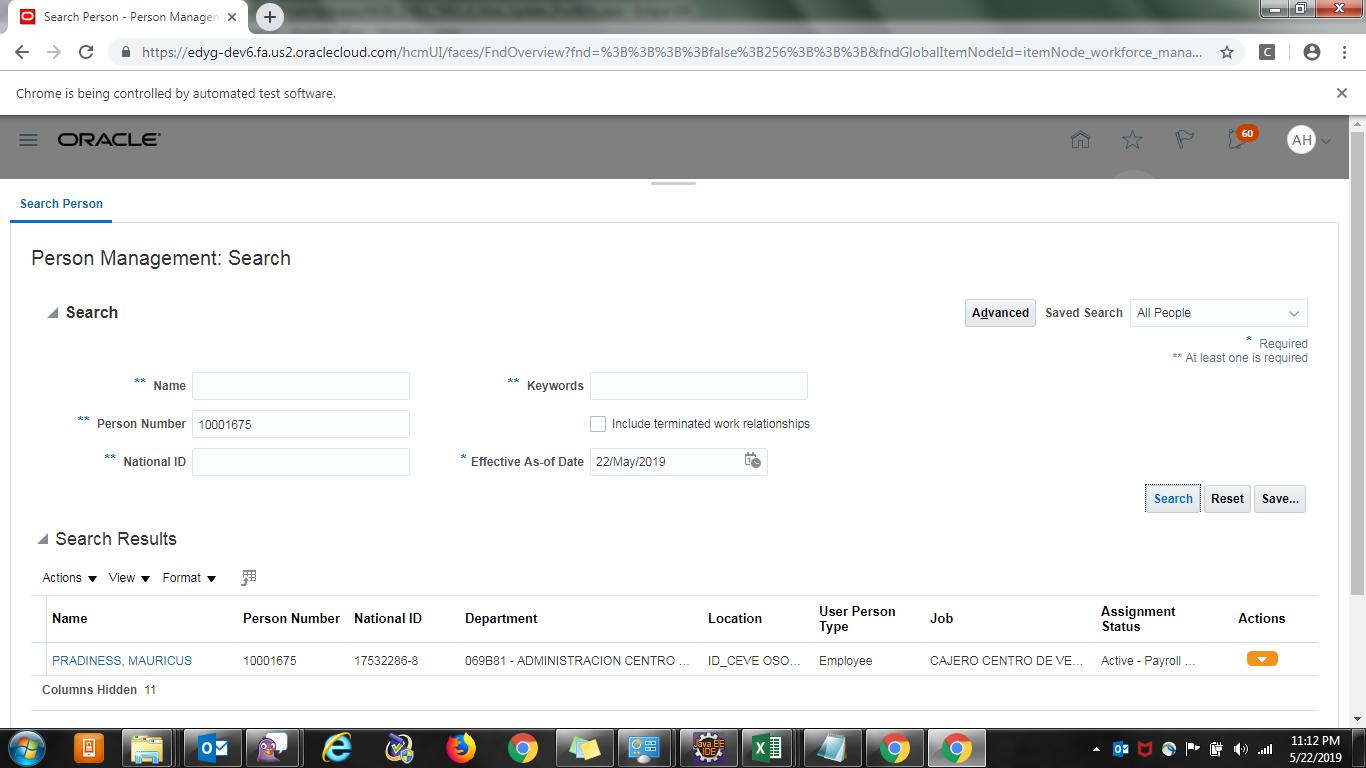 Search Person - Person Managem
https://edyg-dev6.fa.us2.oraclecloud.com/hcmUI/faces/FndOverview?fnd=%3B%3B%3B%3Bfalse%3B256%3B%3B%3B&fndGlobalItemNodeId=itemNode_workforce_mana...
C
Chrome is being controlled by automated test software.
ORACLE
60
AH
Search Person
Person Management: Search
Search
Advanced Saved Search All People
* Required
** At least one is required
** Name ** Keywords
** Person Number 10001675 Include terminated work relationships
** National ID * Effective As-of Date 22/May/2019
Search Reset Save...
Search Results
Actions View Format
Name Person Number National ID Department Location User Person Type Job Assignment Status Actions
PRADINESS, MAURICUS 10001675 17532286-8 069B81 - ADMINISTRACION CENTRO ... ID_CEVE OSO... Employee CAJERO CENTRO DE VE... Active - Payroll ...
Columns Hidden 11
Java EE
IDE
11:12 PM
5/22/2019